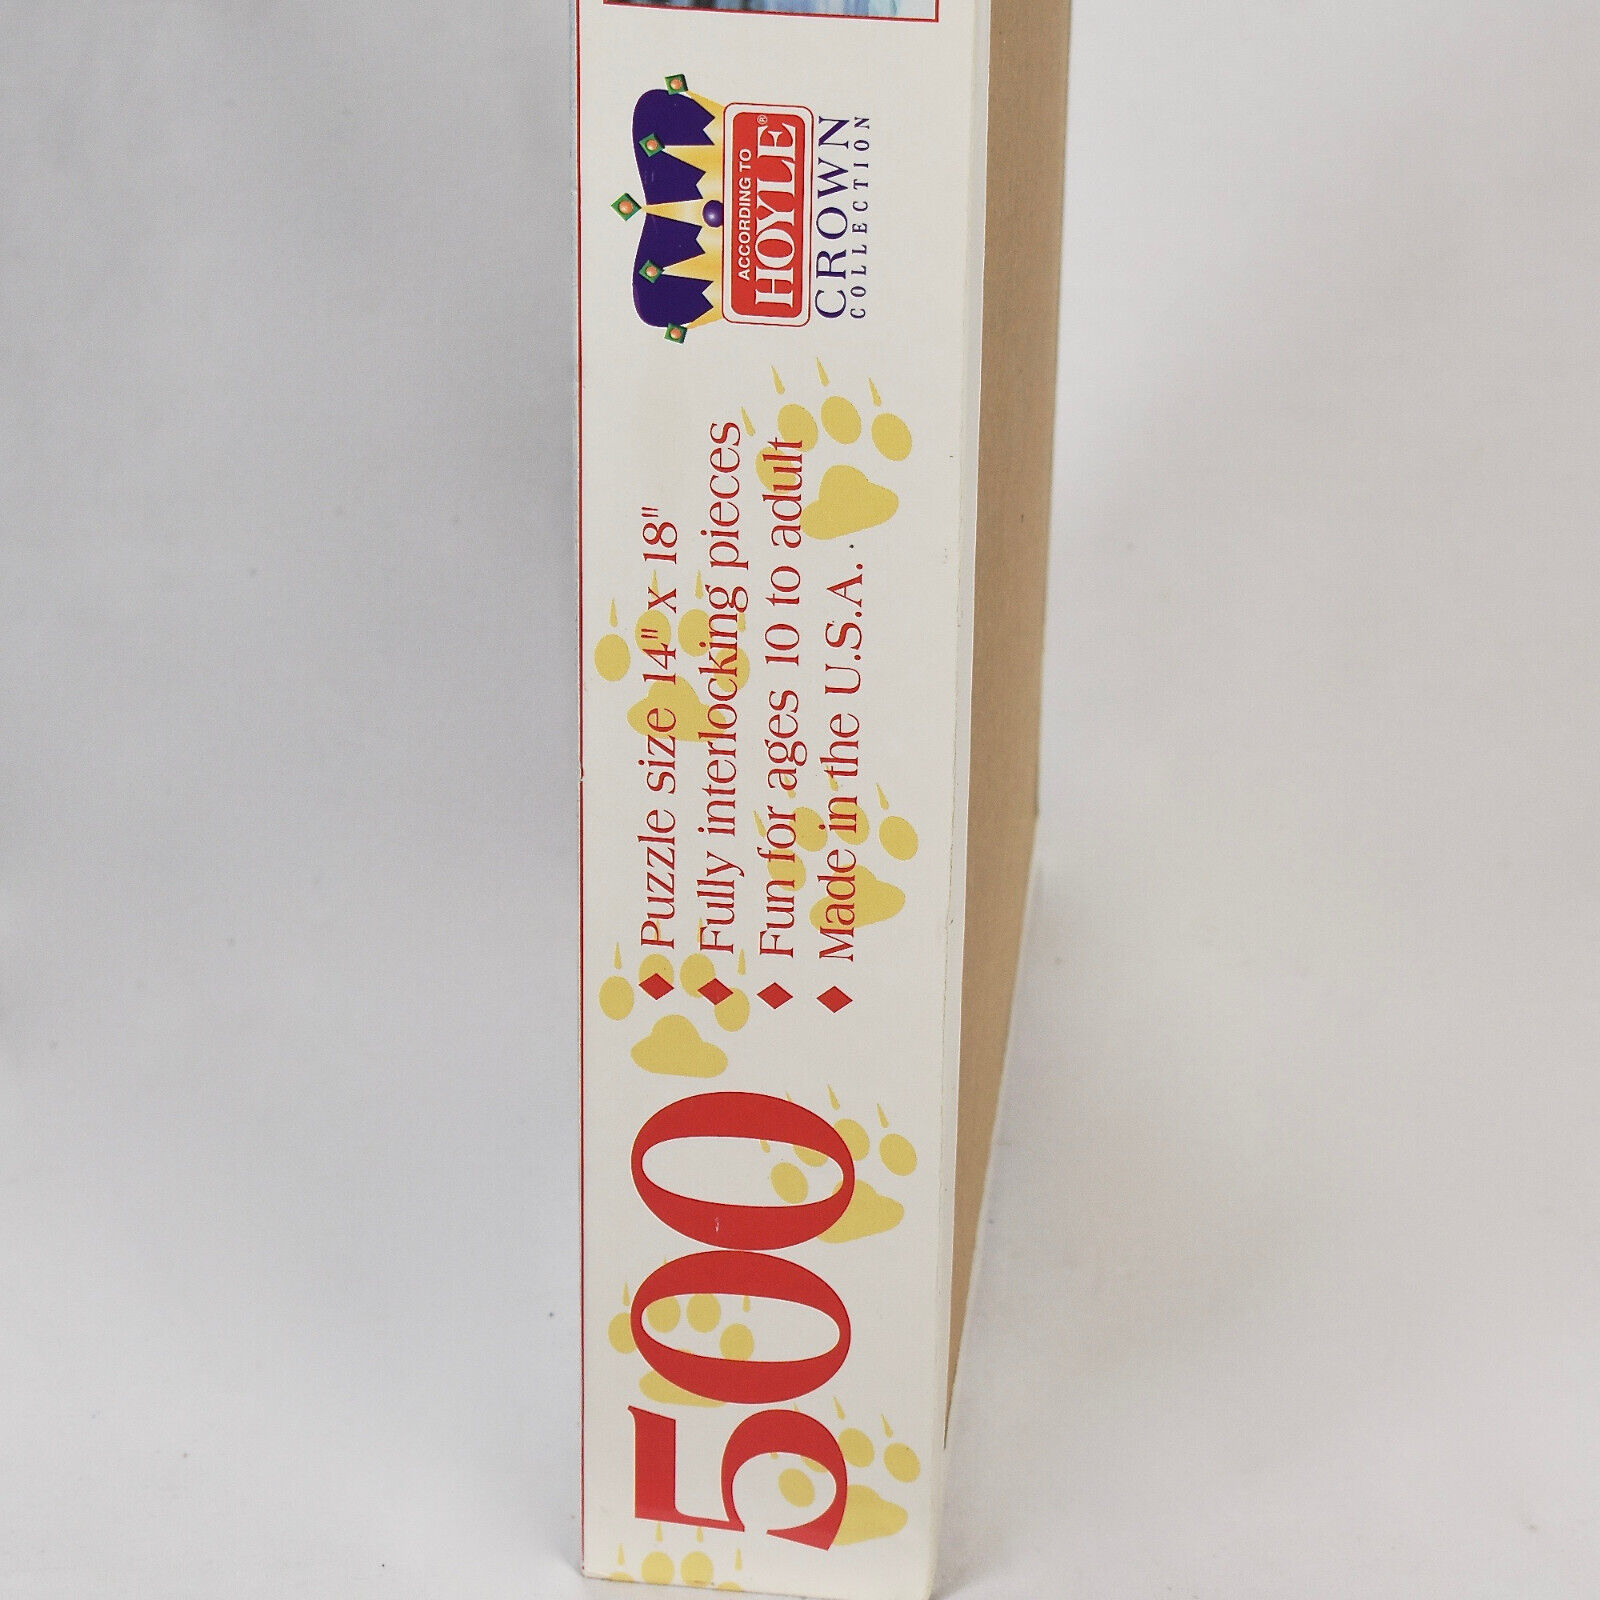 500
♦ Puzzle size 14" x 18"
♦ Fully interlocking pieces
♦ Fun for ages 10 to adult
♦ Made in the U.S.A.
ACCORDING TO
HOYLE®
CROWN
COLLECTION